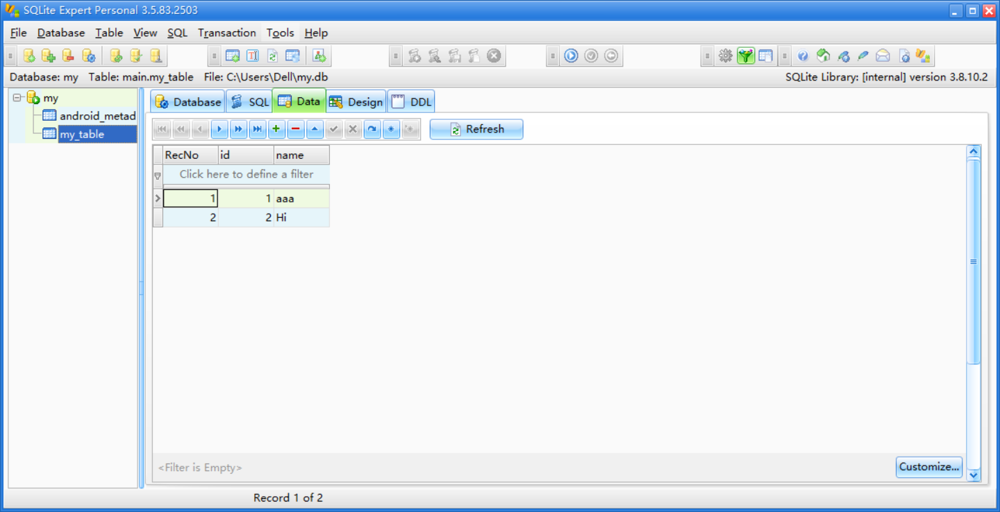 SQLite Expert Personal 3.5.83.2503
File Database Table View SQL Transaction Tools Help
Database: my Table: main.my_table File: C:\Users\Dell\my.db SQLite Library: [internal] version 3.8.10.2
my
android_metad
my_table
Database SQL Data Design DDL
Refresh
RecNo id name
Click here to define a filter
1 1 aaa
2 2 Hi
<Filter is Empty> Customize...
Record 1 of 2